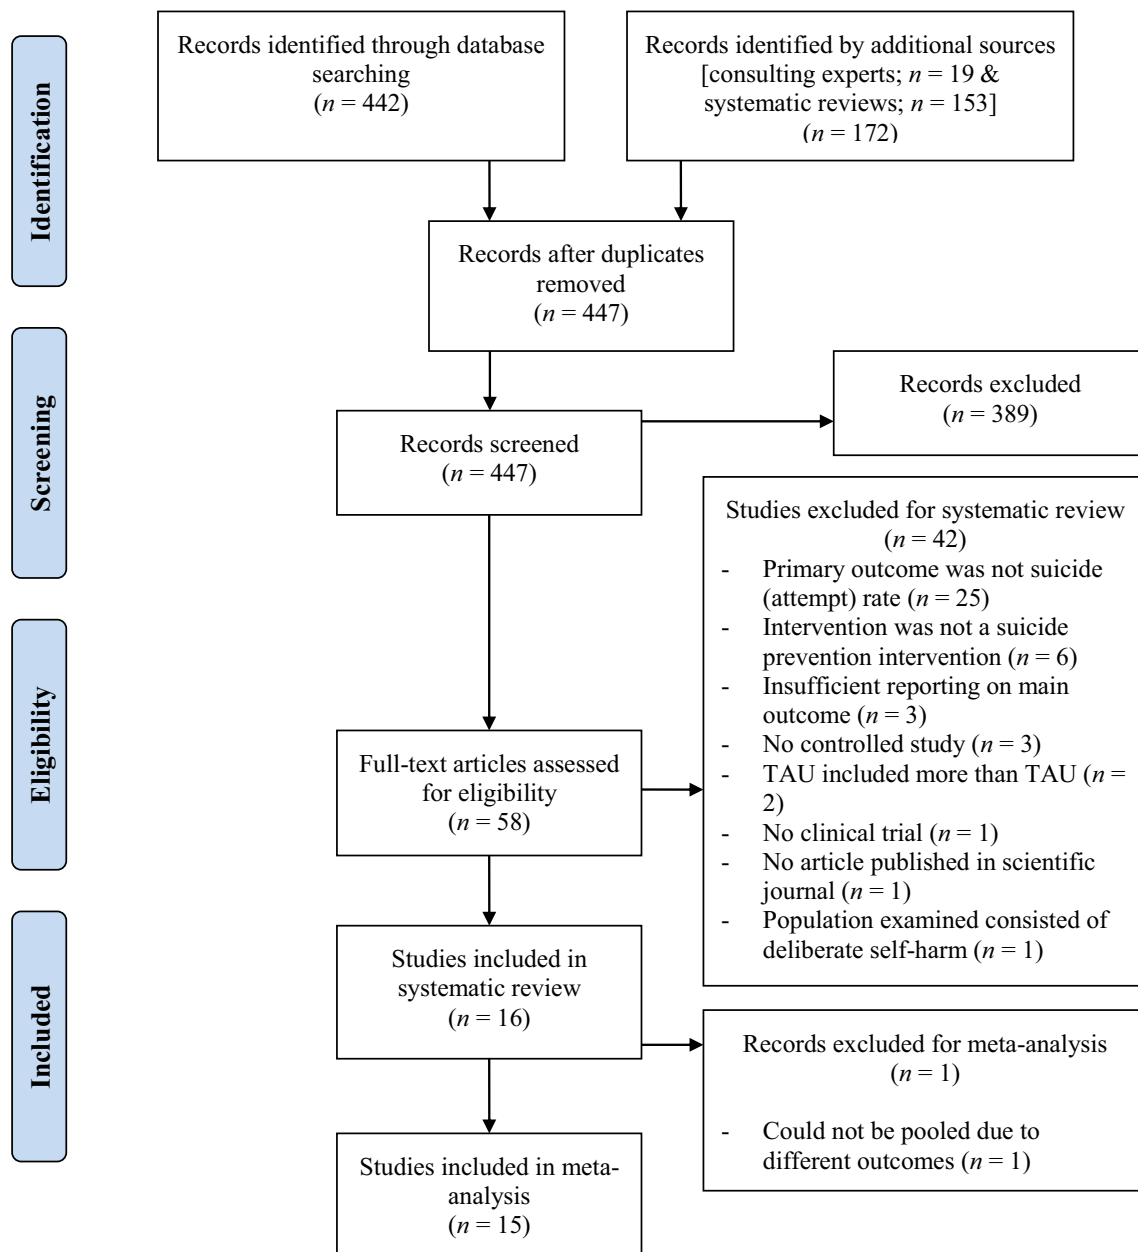 Identification
Records identified through database
searching
(n = 442)
Records identified by additional sources
[consulting experts; n = 19 &
systematic reviews; n = 153]
(n = 172)
Records after duplicates
removed
(n = 447)
Screening
Records screened
(n = 447)
Records excluded
(n = 389)
Eligibility
Full-text articles assessed
for eligibility
(n = 58)
Studies excluded for systematic review
(n = 42)
- Primary outcome was not suicide
(attempt) rate (n = 25)
- Intervention was not a suicide
prevention intervention (n = 6)
- Insufficient reporting on main
outcome (n = 3)
- No controlled study (n = 3)
- TAU included more than TAU (n =
2)
- No clinical trial (n = 1)
- No article published in scientific
journal (n = 1)
- Population examined consisted of
deliberate self-harm (n = 1)
Included
Studies included in
systematic review
(n = 16)
Records excluded for meta-analysis
(n = 1)
- Could not be pooled due to
different outcomes (n = 1)
Studies included in meta-
analysis
(n = 15)